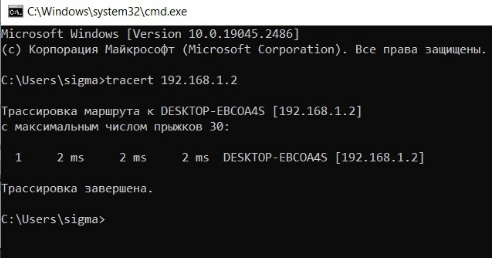 C:\Windows\system32\cmd.exe
Microsoft Windows [Version 10.0.19045.2486]
(c) Корпорация Майкрософт (Microsoft Corporation). Все права защищены.
C:\Users\sigma>tracert 192.168.1.2
Трассировка маршрута к DESKTOP-EBCOA4S [192.168.1.2]
с максимальным числом прыжков 30:
1 2 ms 2 ms 2 ms DESKTOP-EBCOA4S [192.168.1.2]
Трассировка завершена.
C:\Users\sigma>